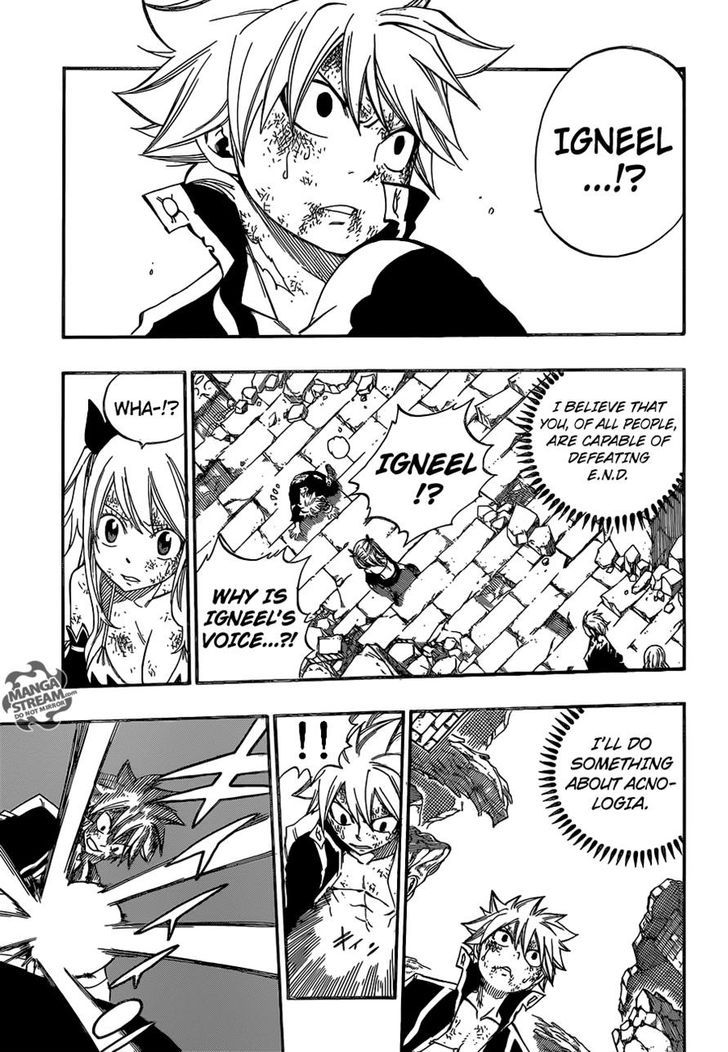 IGNEEL
...!?
I BELIEVE THAT
YOU, OF ALL PEOPLE,
ARE CAPABLE OF
DEFEATING
E.N.D.
IGNEEL
!?
WHY IS
IGNEEL'S
VOICE...?!
WHA-!?
I'LL DO
SOMETHING
ABOUT ACNO-
LOGIA.
!!
MANGA
STREAM.com
DO NOT MIRROR